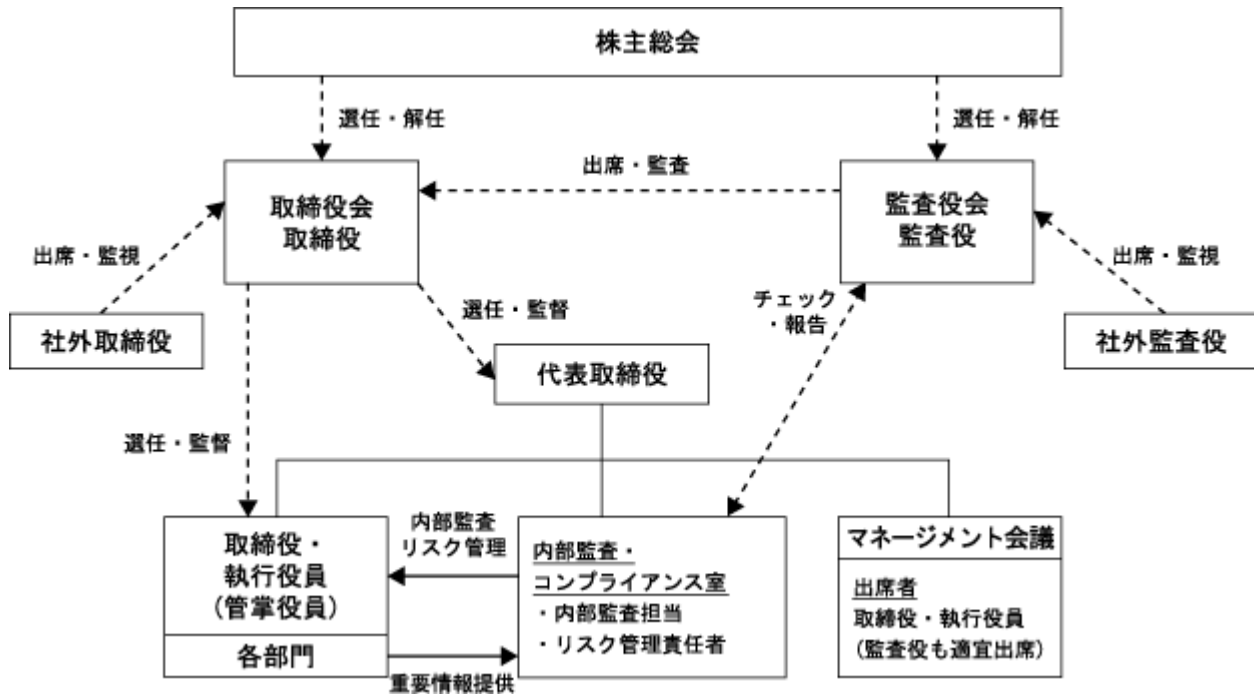 株主総会
選任・解任
選任・解任
出席・監査
取締役会
取締役
監査役会
監査役
出席・監視
出席・監視
チェック
・報告
選任・監督
社外取締役
社外監査役
代表取締役
選任・監督
内部監査
リスク管理
取締役・
執行役員
(管掌役員)
各部門
内部監査・
コンプライアンス室
・内部監査担当
・リスク管理責任者
マネージメント会議
出席者
取締役・執行役員
(監査役も適宜出席)
重要情報提供